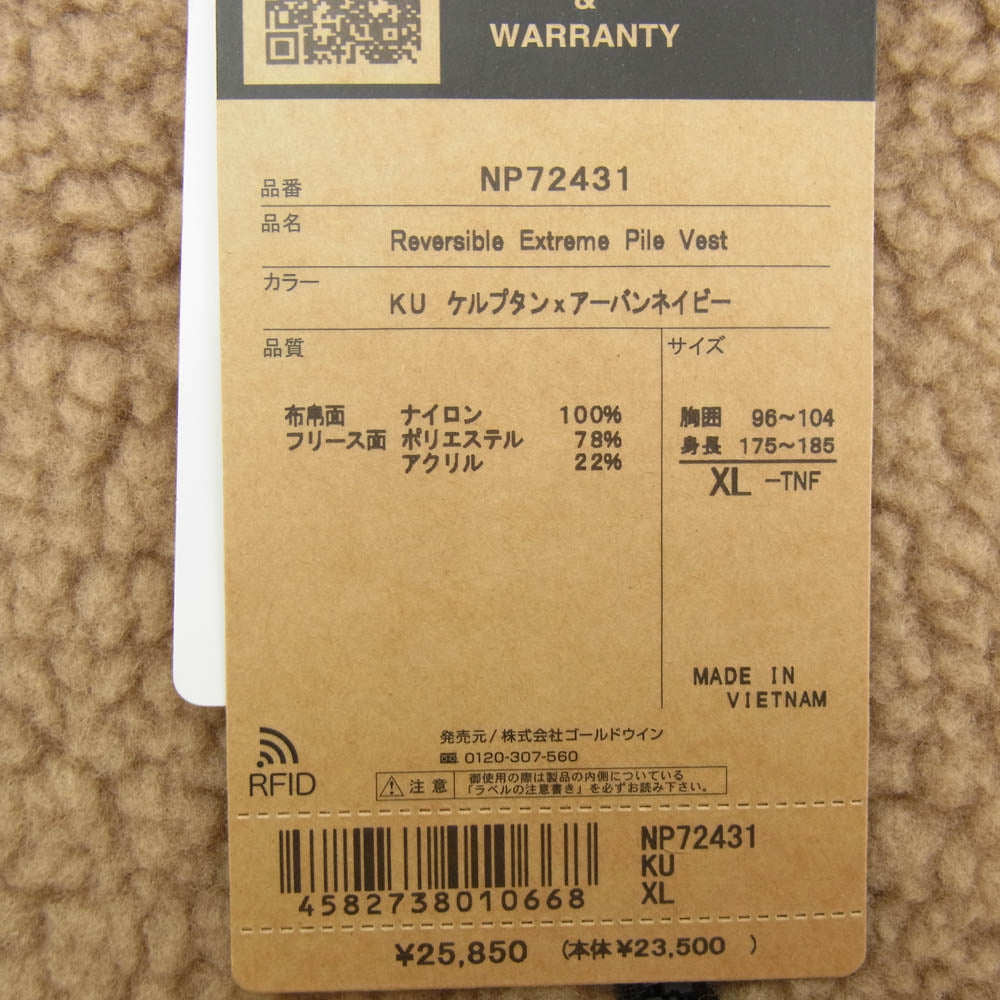 &
WARRANTY
品番 NP72431
品名
Reversible Extreme Pile Vest
カラー
KU ケルプタンxアーバンネイビー
品質 サイズ
布帛面 ナイロン 100%
フリース面 ポリエステル 78%
アクリル 22%
胸囲 96〜104
身長 175〜185
XL -TNF
MADE IN
VIETNAM
発売元/株式会社ゴールドウイン
0120-307-560
RFID
注意 御使用の際は製品の内側についている
「ラベルの注意書き」を必ずお読み下さい。
4582738010668
NP72431
KU
XL
¥25,850 (本体¥23,500 )